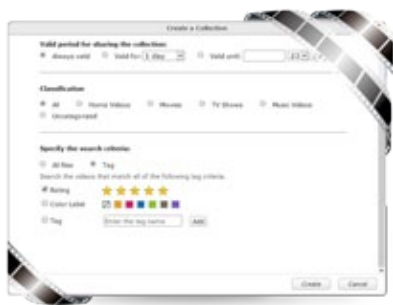 Create a Collection
Valid period for sharing the collection:
Always valid Valid for: 1 day Valid until:
Classification
All Home Videos Movies TV Shows Music Videos
Uncategorized
Specify the search criteria:
All files Tag
Search the videos that match all of the following tag criteria.
Rating
Color Label
Tag Enter the tag name Add
Create Cancel